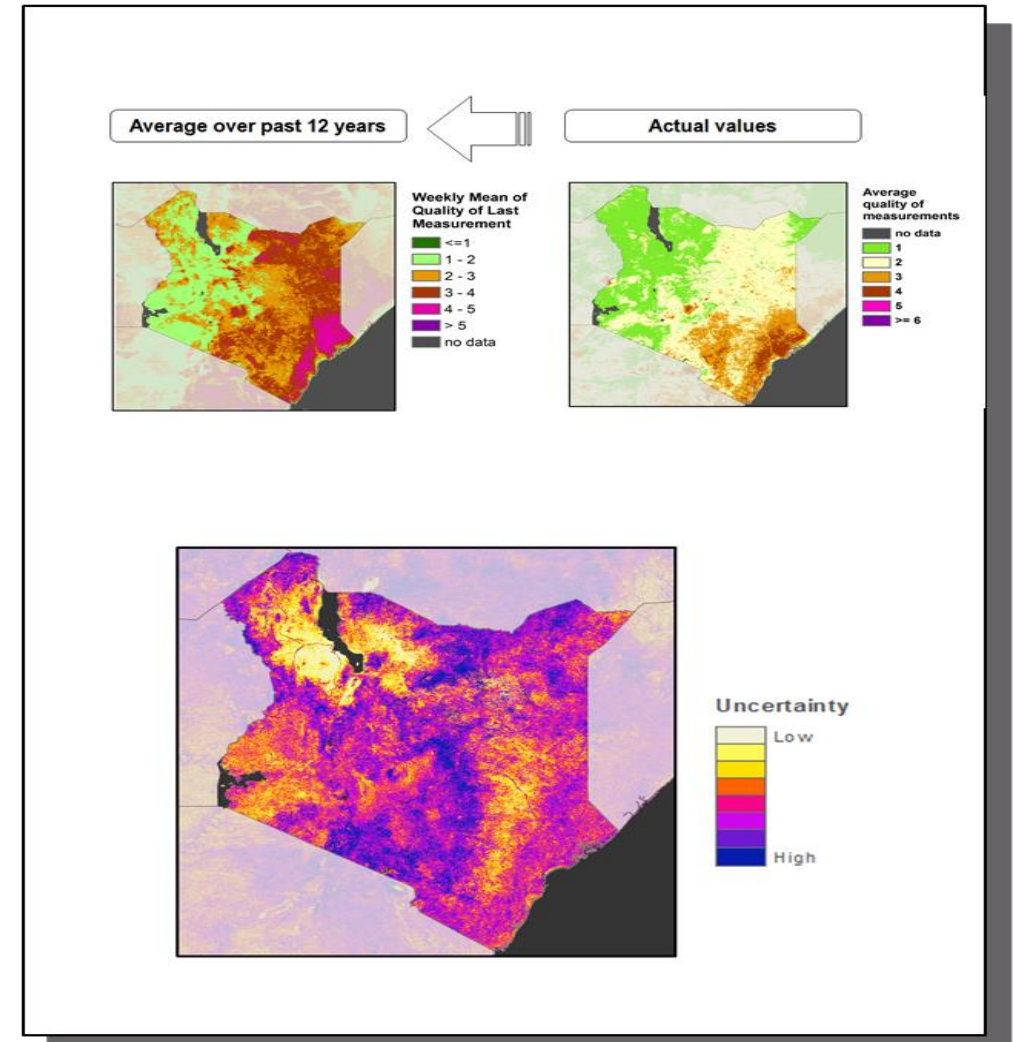 Average over past 12 years
Actual values
Weekly Mean of
Quality of Last
Measurement
<=1
1 - 2
2 - 3
3 - 4
4 - 5
> 5
no data
Average
quality of
measurements
no data
1
2
3
4
5
>= 6
Uncertainty
Low
High